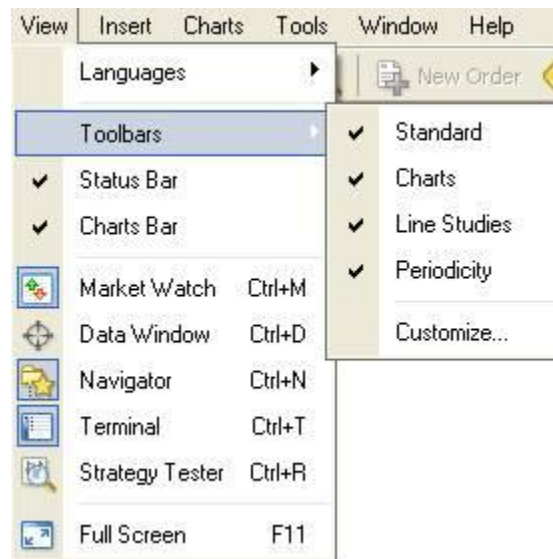 View Insert Charts Tools Window Help
Languages
New Order
Toolbars
Standard
Status Bar
Charts
Charts Bar
Line Studies
Periodicity
Market Watch Ctrl+M
Data Window Ctrl+D
Customize...
Navigator Ctrl+N
Terminal Ctrl+T
Strategy Tester Ctrl+R
Full Screen F11